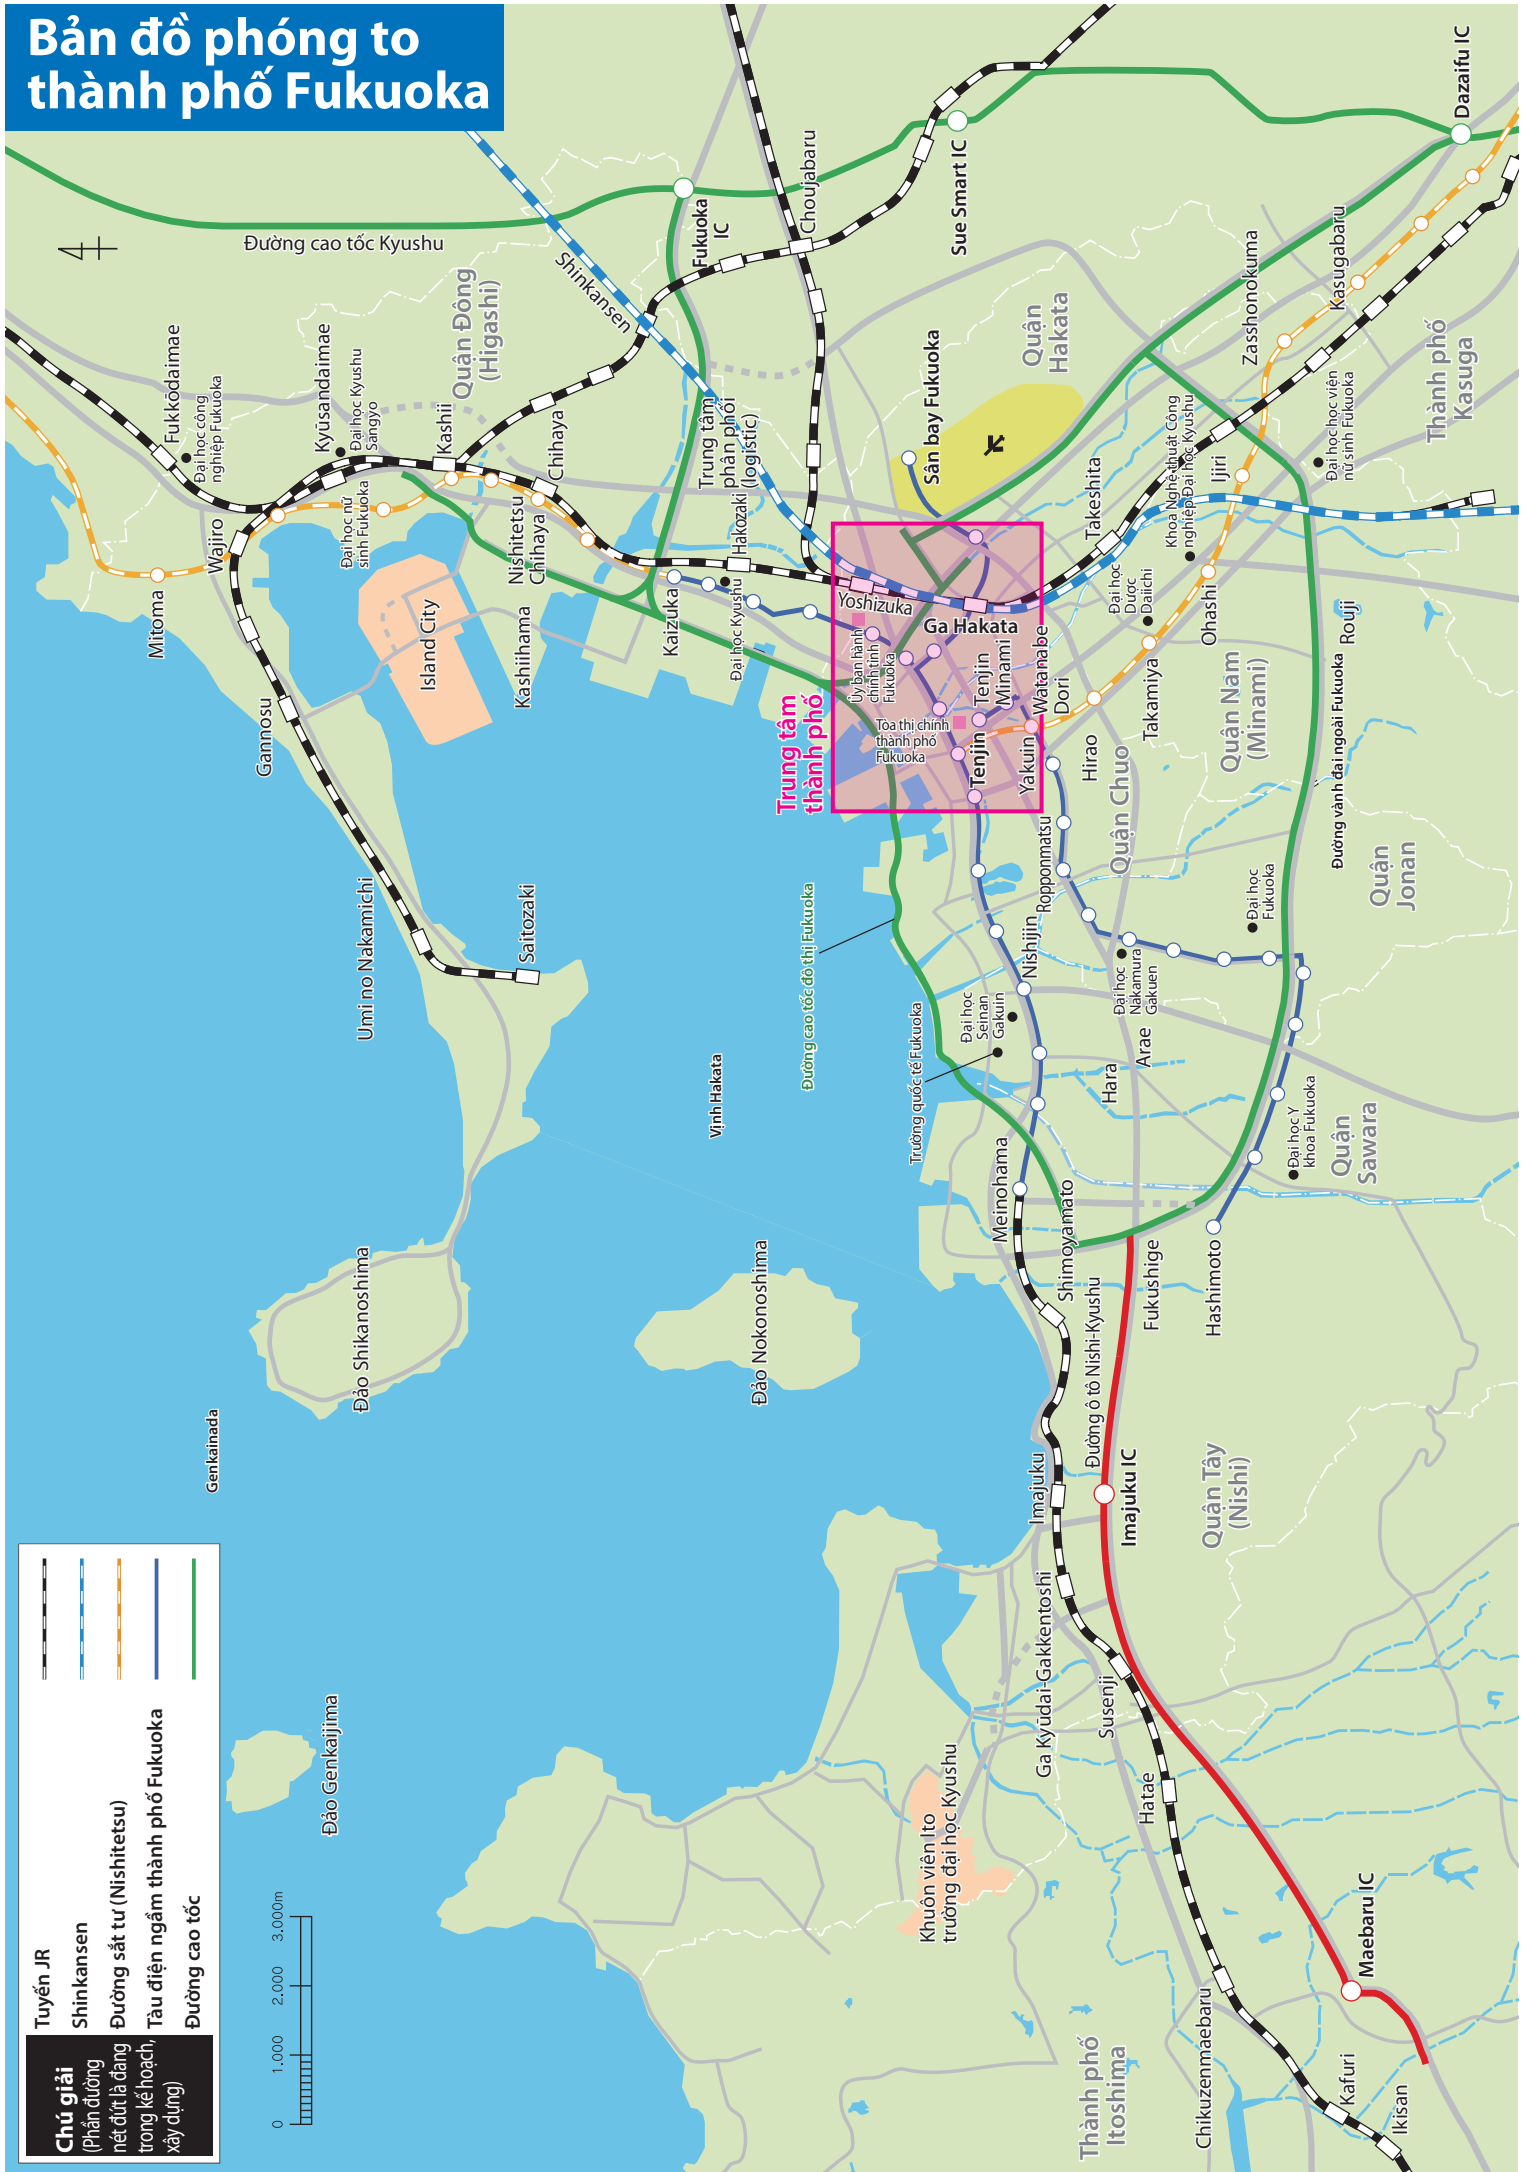 Bản đồ phóng to
thành phố Fukuoka
Chú giải
(Phần đường
nét đứt là đang
trong kế hoạch,
xây dựng)
Tuyến JR
Shinkansen
Đường sắt tư (Nishitetsu)
Tàu điện ngầm thành phố Fukuoka
Đường cao tốc
0
1.000
2.000
3.000m
Đường cao tốc Kyushu
Shinkansen
Fukuoka
IC
Choujabaru
Sue Smart IC
Dazaifu IC
Fukkōdaimae
Đại học công
nghiệp Fukuoka
Kyūsandaimae
Đại học Kyushu
Sangyo
Kashii
Quận Đông
(Higashi)
Chihaya
Trung tâm
phân phối
(logistic)
Sân bay Fukuoka
Quận
Hakata
Zasshonokuma
Kasugabaru
Thành phố
Kasuga
Đại học học viện
nữ sinh Fukuoka
Ijiri
Khoa Nghệ thuật Công
nghiệp Đại học Kyushu
Takeshita
Hakozaki
Wajiro
Đại học nữ
sinh Fukuoka
Nishitetsu
Chihaya
Mitoma
Island City
Kashiihama
Kaizuka
Đại học Kyushu
Yoshizuka
Ga Hakata
Ủy ban hành
chính tỉnh
Fukuoka
Tenjin
Minami
Watanabe
Dori
Đại học
Dược
Daiichi
Ohashi
Rouji
Takamiya
Quận Nam
(Minami)
Đường vành đai ngoài Fukuoka
Gannosu
Trung tâm
thành phố
Tòa thị chính
thành phố
Fukuoka
Tenjin
Yakuin
Hirao
Quận Chuo
Ropponmatsu
Quận
Jonan
Đại học
Fukuoka
Umi no Nakamichi
Saitozaki
Đường cao tốc đô thị Fukuoka
Nishijin
Đại học
Nakamura
Gakuen
Đại học
Seinan
Gakuin
Trường quốc tế Fukuoka
Vịnh Hakata
Arae
Hara
Đại học Y
khoa Fukuoka
Quận
Sawara
Meinohama
Shimoyamato
Fukushige
Hashimoto
Đảo Shikanoshima
Đảo Nokonoshima
Đường ô tô Nishi-Kyushu
Genkainada
Imajuku
Imajuku IC
Quận Tây
(Nishi)
Ga Kyūdai-Gakkentoshi
Susenji
Đảo Genkaijima
Khuôn viên Ito
trường đại học Kyushu
Hatae
Maebaru IC
Chikuzenmaebaru
Thành phố
Itoshima
Kafuri
Ikisan